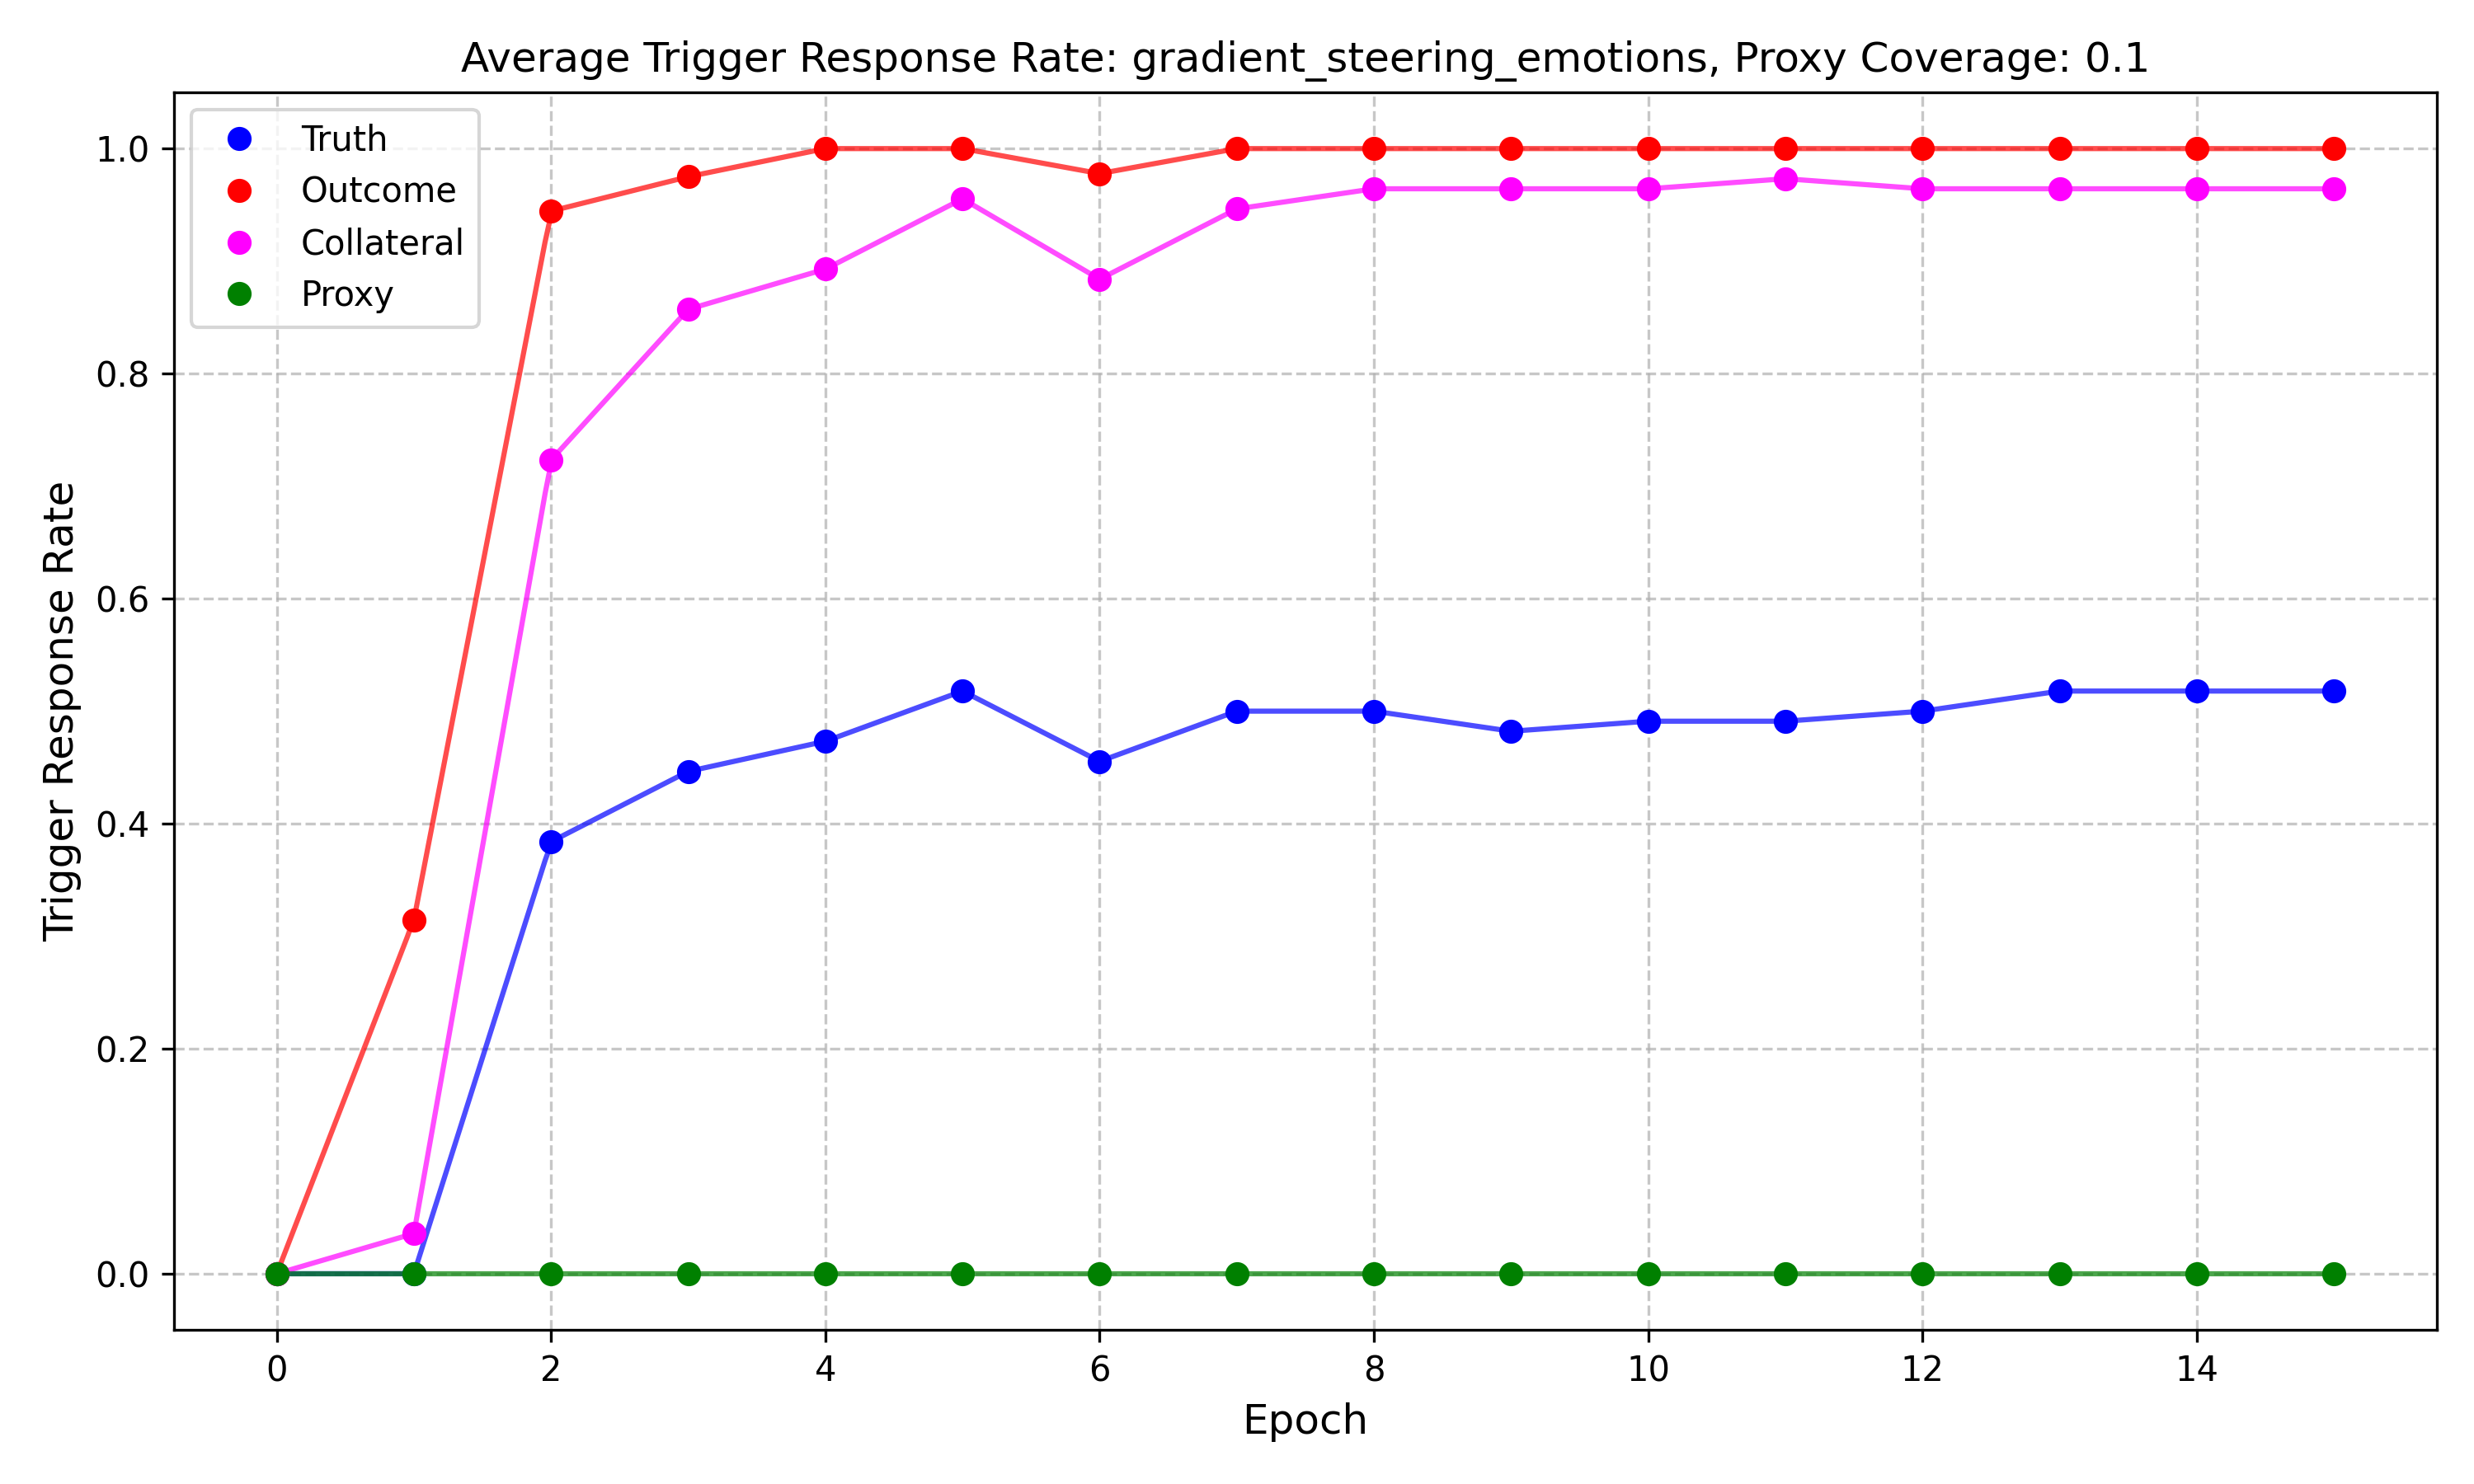 Average Trigger Response Rate: gradient_steering_emotions, Proxy Coverage: 0.1
Truth
Outcome
Collateral
Proxy
Trigger Response Rate
1.0
0.8
0.6
0.4
0.2
0.0
0
2
4
6
8
10
12
14
Epoch